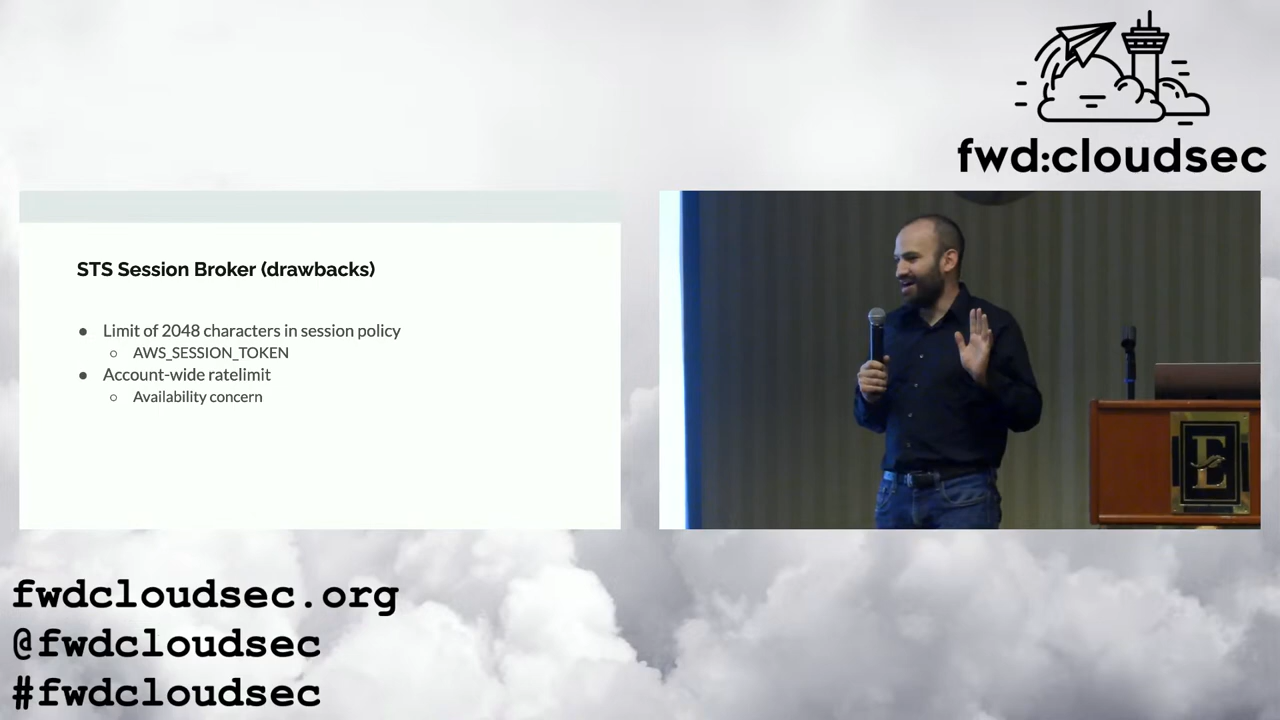 fwd:cloudsec
STS Session Broker (drawbacks)
● Limit of 2048 characters in session policy
○ AWS_SESSION_TOKEN
● Account-wide ratelimit
○ Availability concern
E
fwdcloudsec.org
@fwdcloudsec
#fwdcloudsec